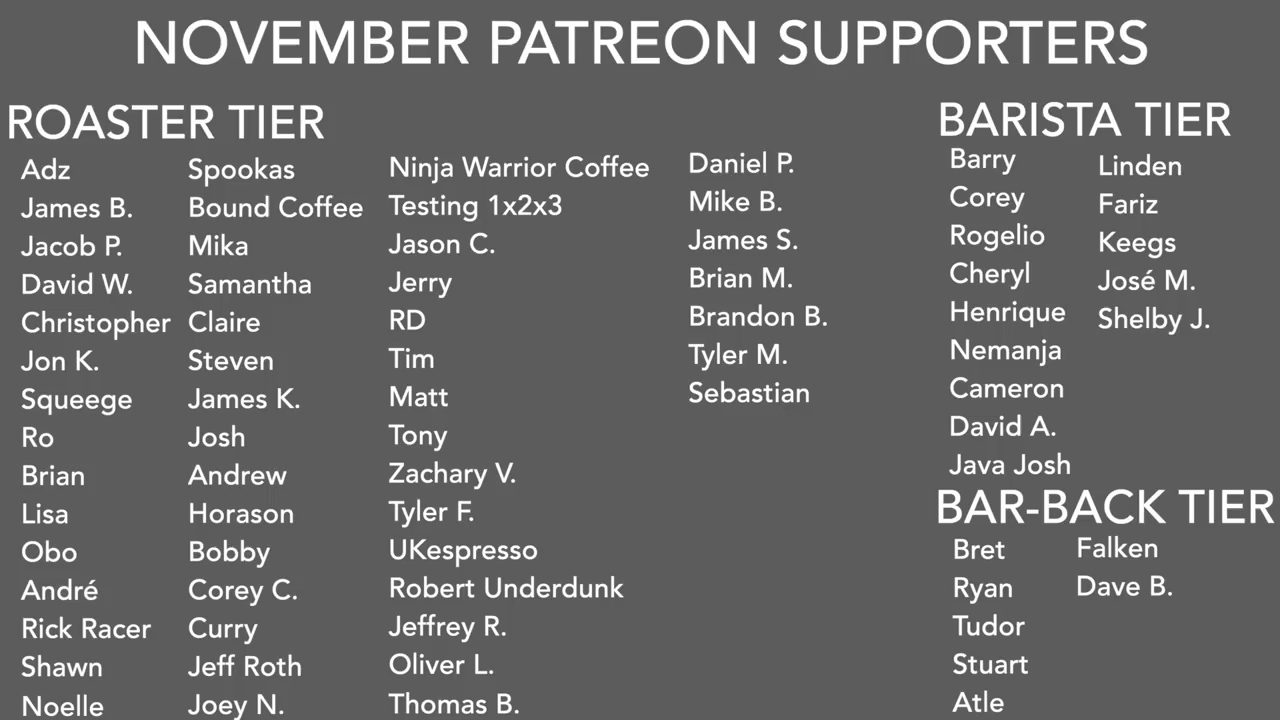 NOVEMBER PATREON SUPPORTERS
ROASTER TIER
Adz
James B.
Jacob P.
David W.
Christopher
Jon K.
Squeege
Ro
Brian
Lisa
Obo
André
Rick Racer
Shawn
Noelle
Spookas
Bound Coffee
Mika
Samantha
Claire
Steven
James K.
Josh
Andrew
Horason
Bobby
Corey C.
Curry
Jeff Roth
Joey N.
Ninja Warrior Coffee
Testing 1x2x3
Jason C.
Jerry
RD
Tim
Matt
Tony
Zachary V.
Tyler F.
UKespresso
Robert Underdunk
Jeffrey R.
Oliver L.
Thomas B.
Daniel P.
Mike B.
James S.
Brian M.
Brandon B.
Tyler M.
Sebastian
BARISTA TIER
Barry
Corey
Rogelio
Cheryl
Henrique
Nemanja
Cameron
David A.
Java Josh
Linden
Fariz
Keegs
José M.
Shelby J.
BAR-BACK TIER
Bret
Ryan
Tudor
Stuart
Atle
Falken
Dave B.